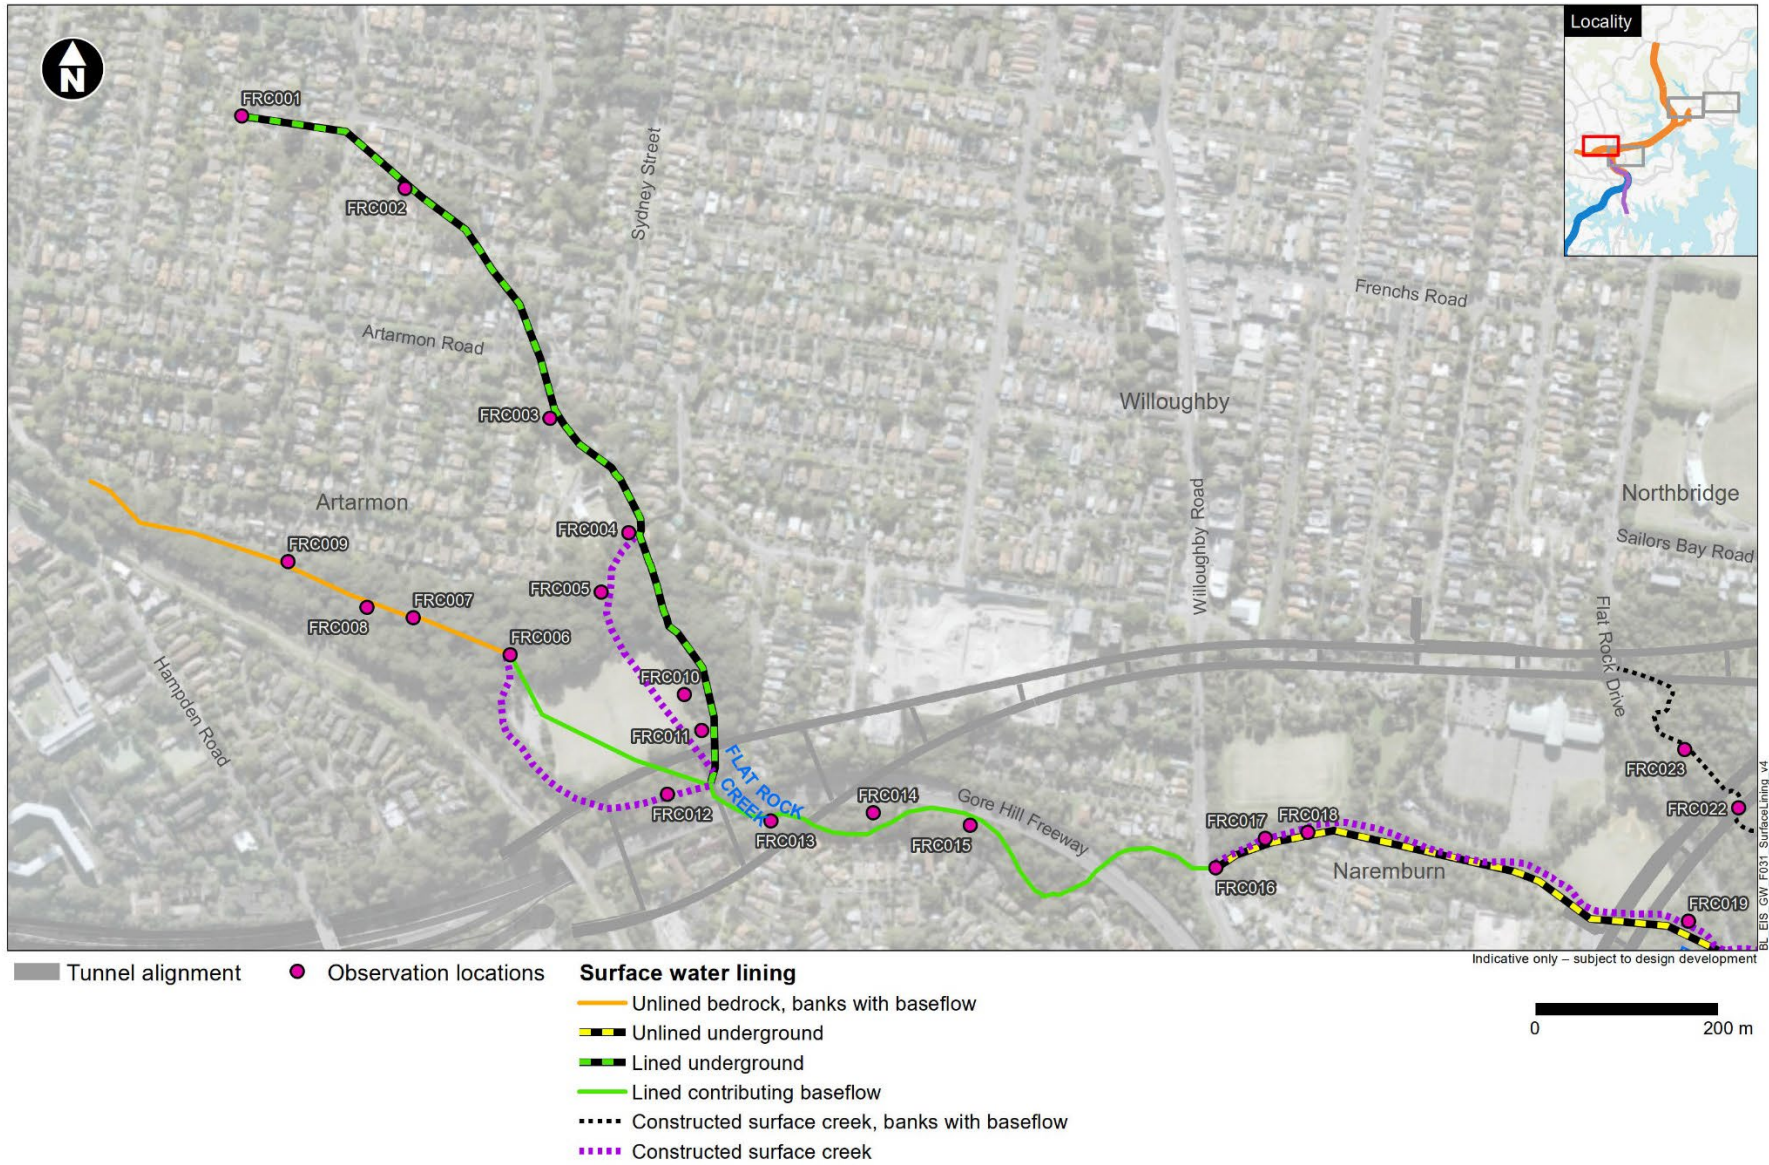 Locality
N
FRC001
FRC002
Sydney Street
Frenchs Road
Artarmon Road
Willoughby
FRC003
Artarmon
Northbridge
Willoughby Road
FRC004
Sailors Bay Road
FRC009
FRC005
FRC007
FRC008
Flat Rock Drive
FRC006
Hampden Road
FRC010
FRC011
FLAT ROCK
CREEK
FRC023
FRC012
FRC014
Gore Hill Freeway
FRC022
FRC013
FRC015
FRC017
FRC018
FRC016
Naremburn
FRC019
BL_EIS_GW_F031_SurfaceLining_v4
Indicative only – subject to design development
Tunnel alignment
Observation locations
Surface water lining
Unlined bedrock, banks with baseflow
Unlined underground
Lined underground
Lined contributing baseflow
Constructed surface creek, banks with baseflow
Constructed surface creek
0 200 m